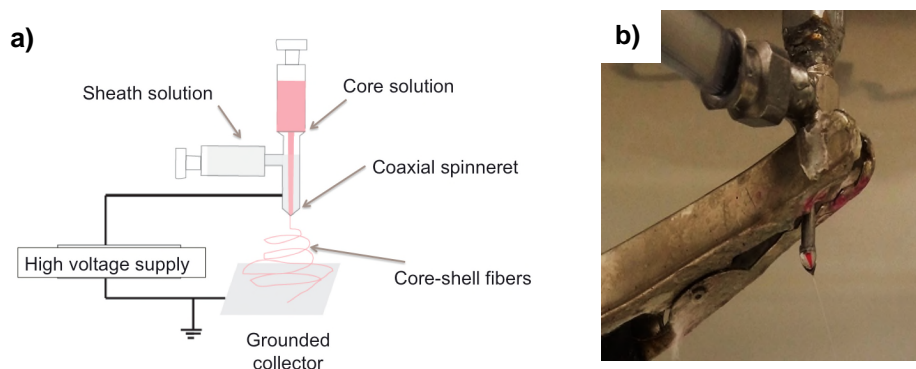 a)
b)
Sheath solution
Core solution
Coaxial spinneret
High voltage supply
Core-shell fibers
Grounded
collector